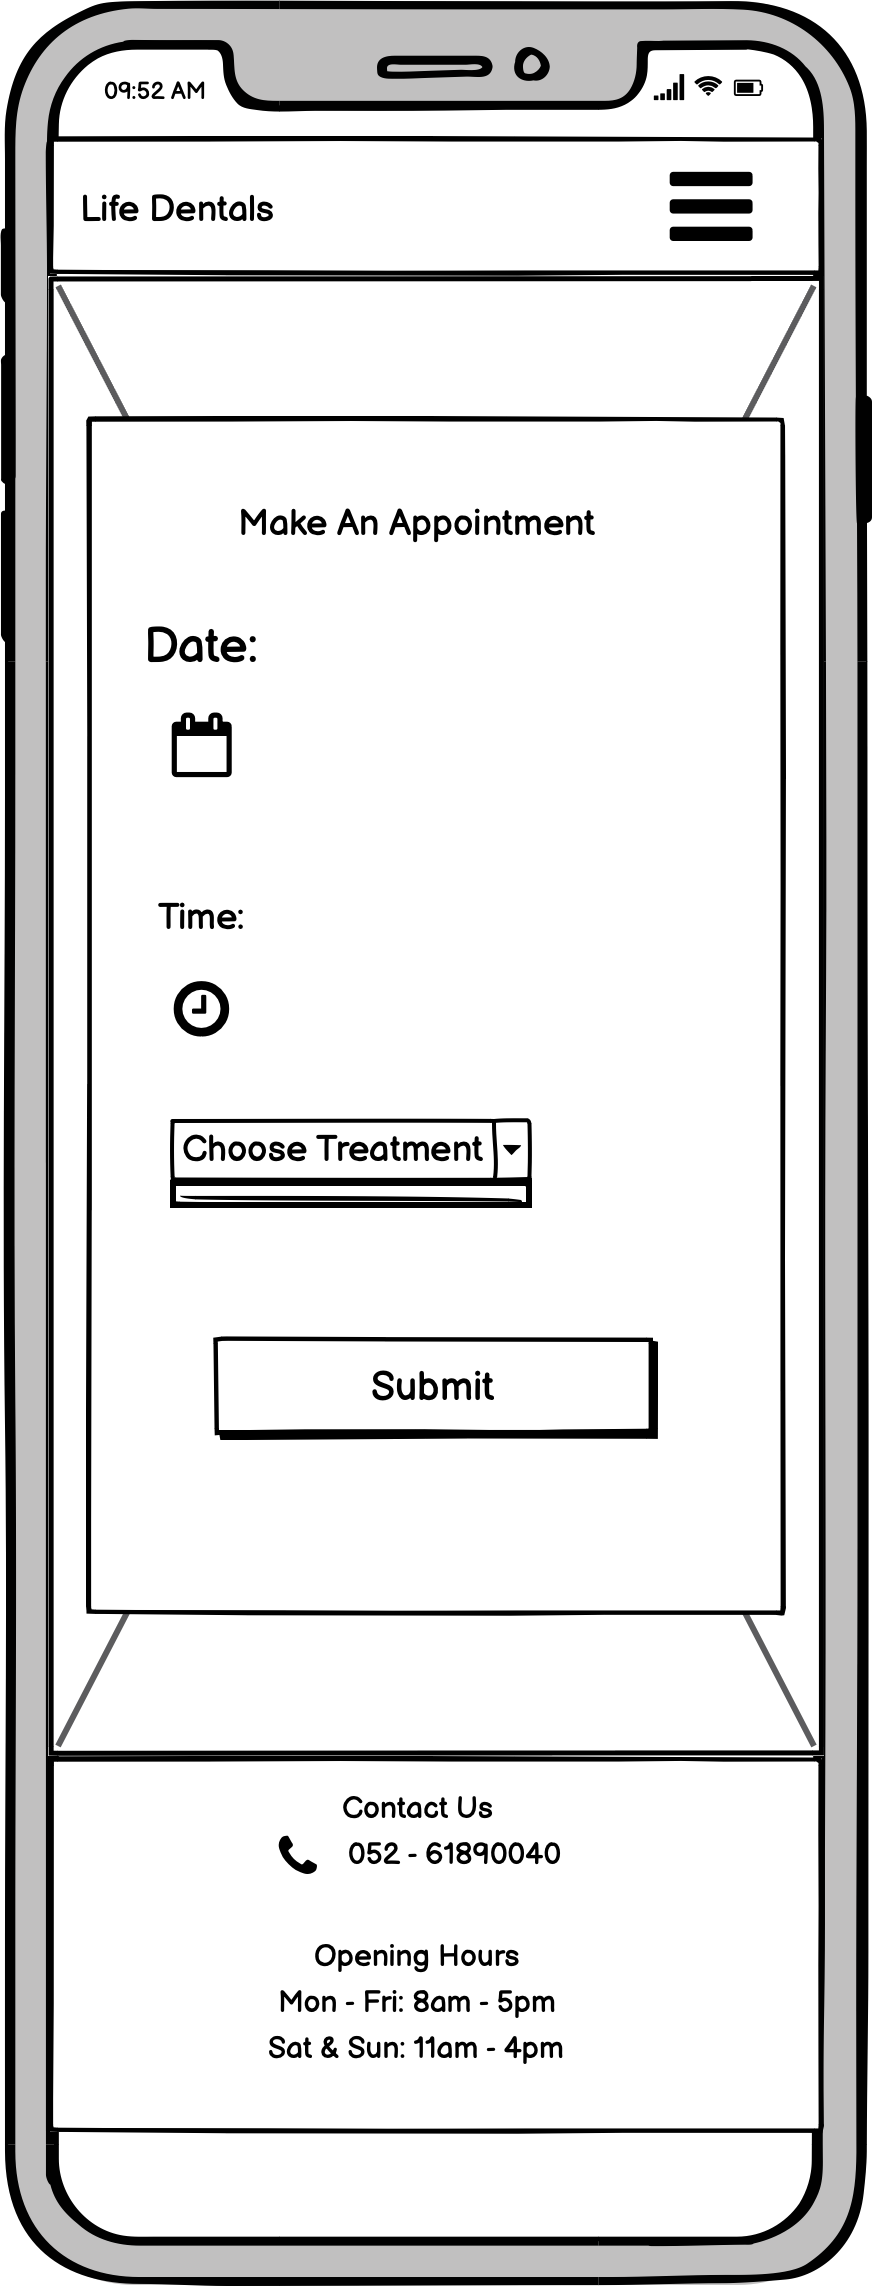 09:52 AM
Life Dentals
Make An Appointment
Date:
Time:
Choose Treatment
Submit
Contact Us
052 - 61890040
Opening Hours
Mon - Fri: 8am - 5pm
Sat & Sun: 11am - 4pm